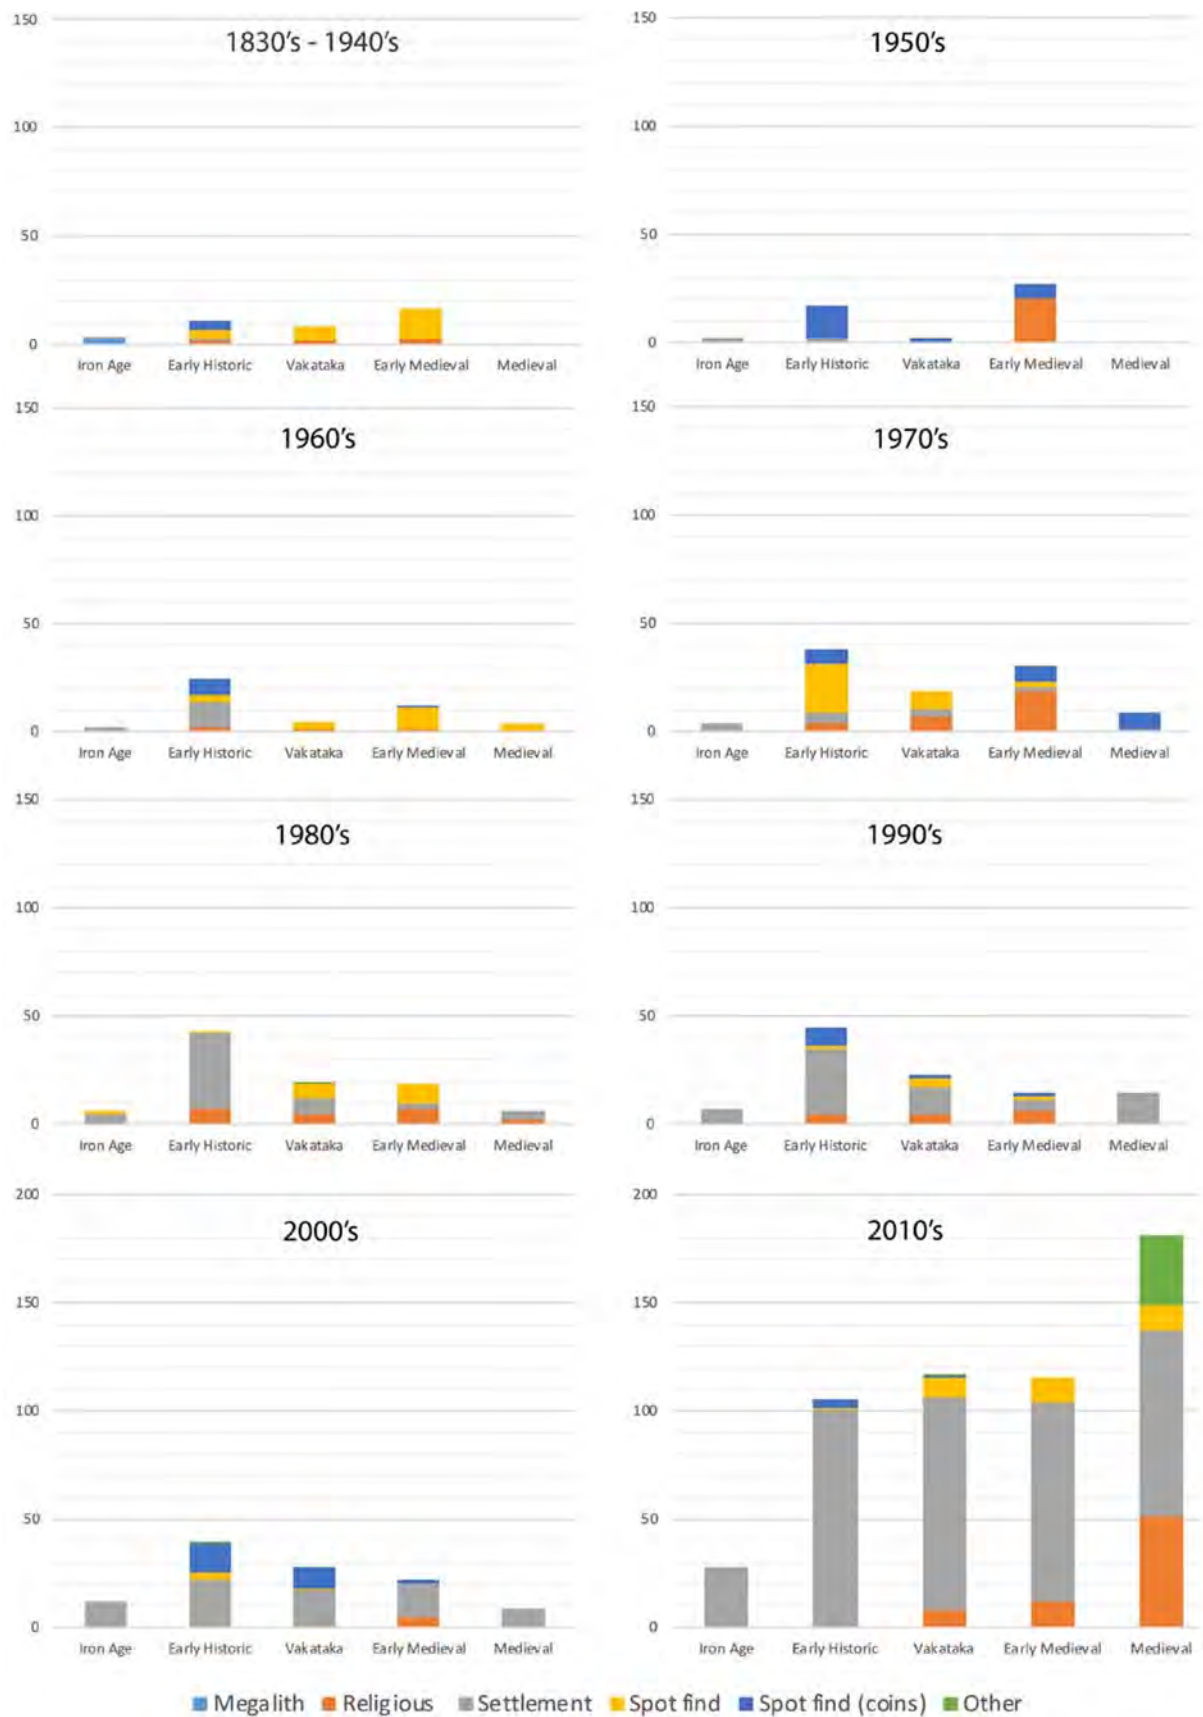 1830's - 1940's
150
100
50
0
Iron Age Early Historic Vakataka Early Medieval Medieval
1950's
150
100
50
0
Iron Age Early Historic Vakataka Early Medieval Medieval
1960's
150
100
50
0
Iron Age Early Historic Vakataka Early Medieval Medieval
1970's
150
100
50
0
Iron Age Early Historic Vakataka Early Medieval Medieval
1980's
150
100
50
0
Iron Age Early Historic Vakataka Early Medieval Medieval
1990's
150
100
50
0
Iron Age Early Historic Vakataka Early Medieval Medieval
2000's
200
150
100
50
0
Iron Age Early Historic Vakataka Early Medieval Medieval
2010's
200
150
100
50
0
Iron Age Early Historic Vakataka Early Medieval Medieval
Megalith Religious Settlement Spot find Spot find (coins) Other